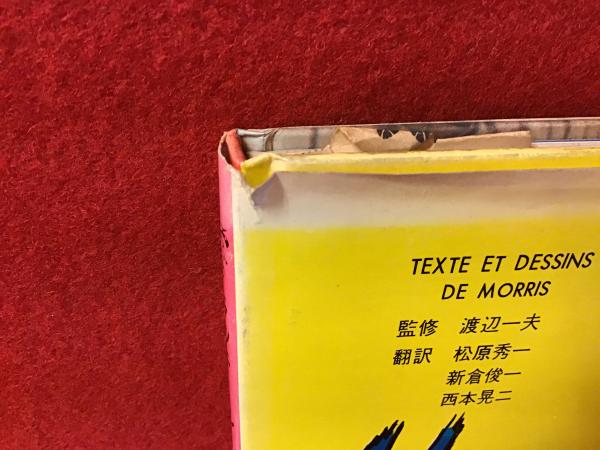 TEXTE ET DESSINS
DE MORRIS
監修 渡辺一夫
翻訳 松原秀一
新倉俊一
西本晃二